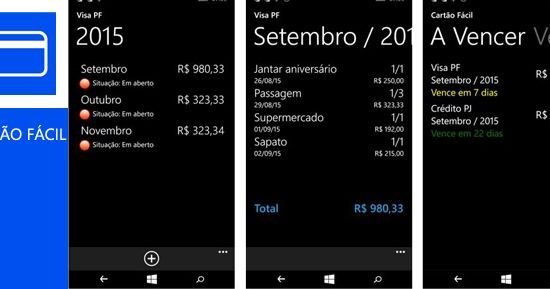 ÃO FÁCIL
Visa PF
2015
Setembro R$ 980,33
Situação: Em aberto
Outubro R$ 323,33
Situação: Em aberto
Novembro R$ 323,34
Situação: Em aberto
Visa PF
Setembro / 201
Jantar aniversário 1/1
26/08/15 R$ 250,00
Passagem 1/3
29/08/15 R$ 323,33
Supermercado 1/1
01/09/15 R$ 192,00
Sapato 1/1
02/09/15 R$ 215,00
Total R$ 980,33
Cartão Fácil
A Vencer V
Visa PF R$
Setembro / 2015
Vence em 7 dias
Crédito PJ R$
Setembro / 2015
Vence em 22 dias